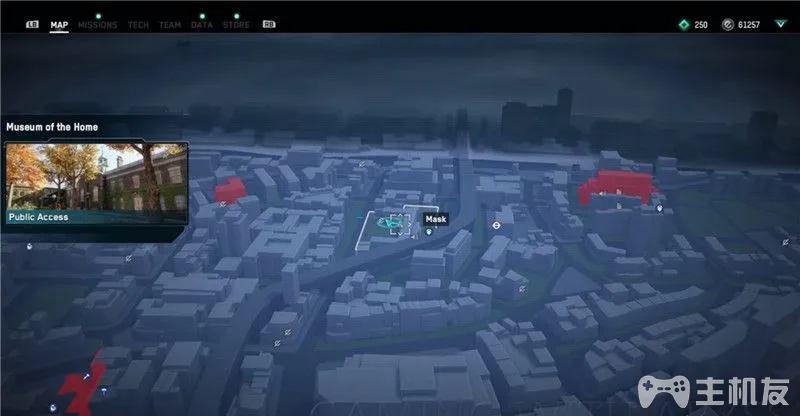 LB MAP MISSIONS TECH TEAM DATA STORE RB 250 61257
Museum of the Home
Public Access
Mask
主机友